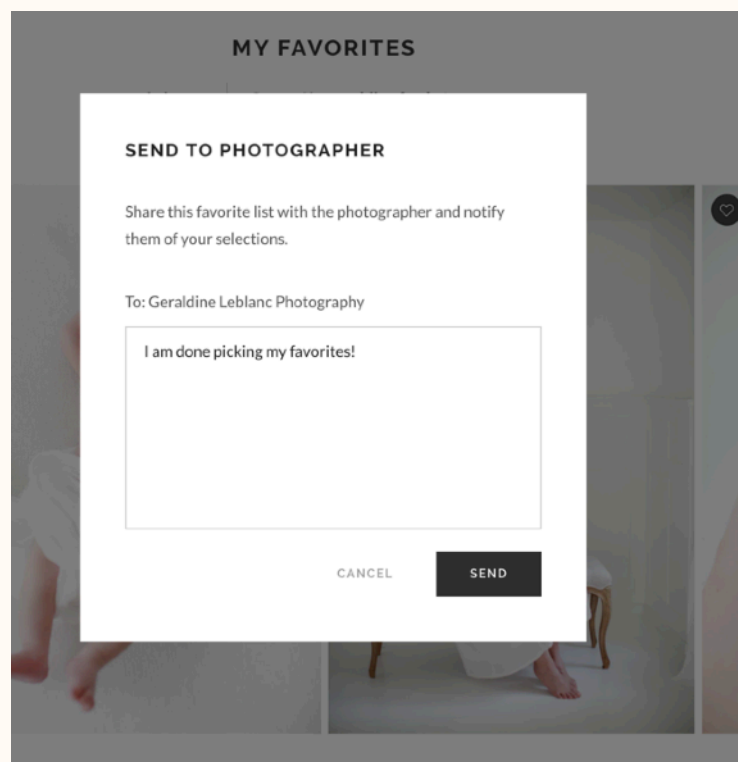 MY FAVORITES
SEND TO PHOTOGRAPHER
Share this favorite list with the photographer and notify
them of your selections.
To: Geraldine Leblanc Photography
I am done picking my favorites!
CANCEL
SEND